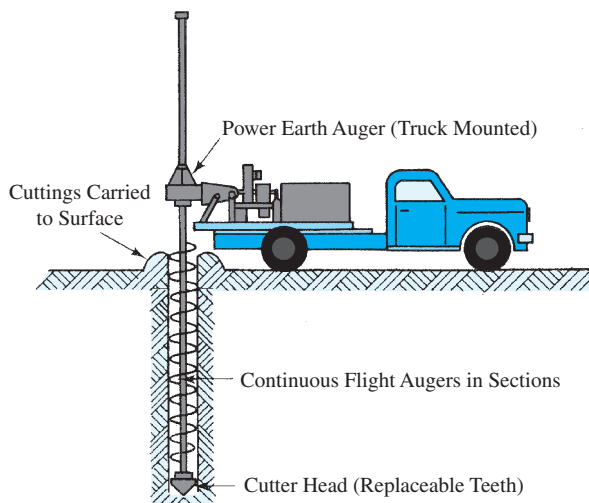 Power Earth Auger (Truck Mounted)
Cuttings Carried
to Surface
Continuous Flight Augers in Sections
Cutter Head (Replaceable Teeth)